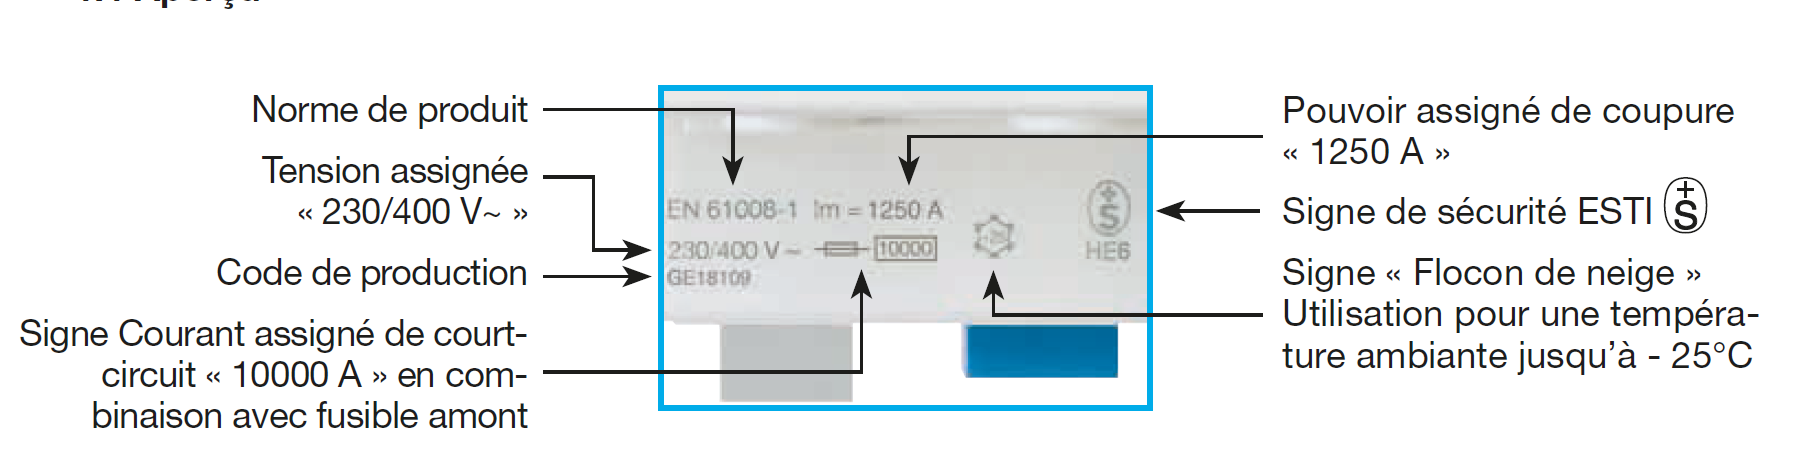 Norme de produit
Tension assignée
« 230/400 V~ »
Code de production
Signe Courant assigné de court-
circuit « 10000 A » en com-
binaison avec fusible amont
EN 61008-1 Im = 1250 A
230/400 V ~ 10000
GE18109
HE6
Pouvoir assigné de coupure
« 1250 A »
Signe de sécurité ESTI S
Signe « Flocon de neige »
Utilisation pour une tempéra-
ture ambiante jusqu’à - 25°C